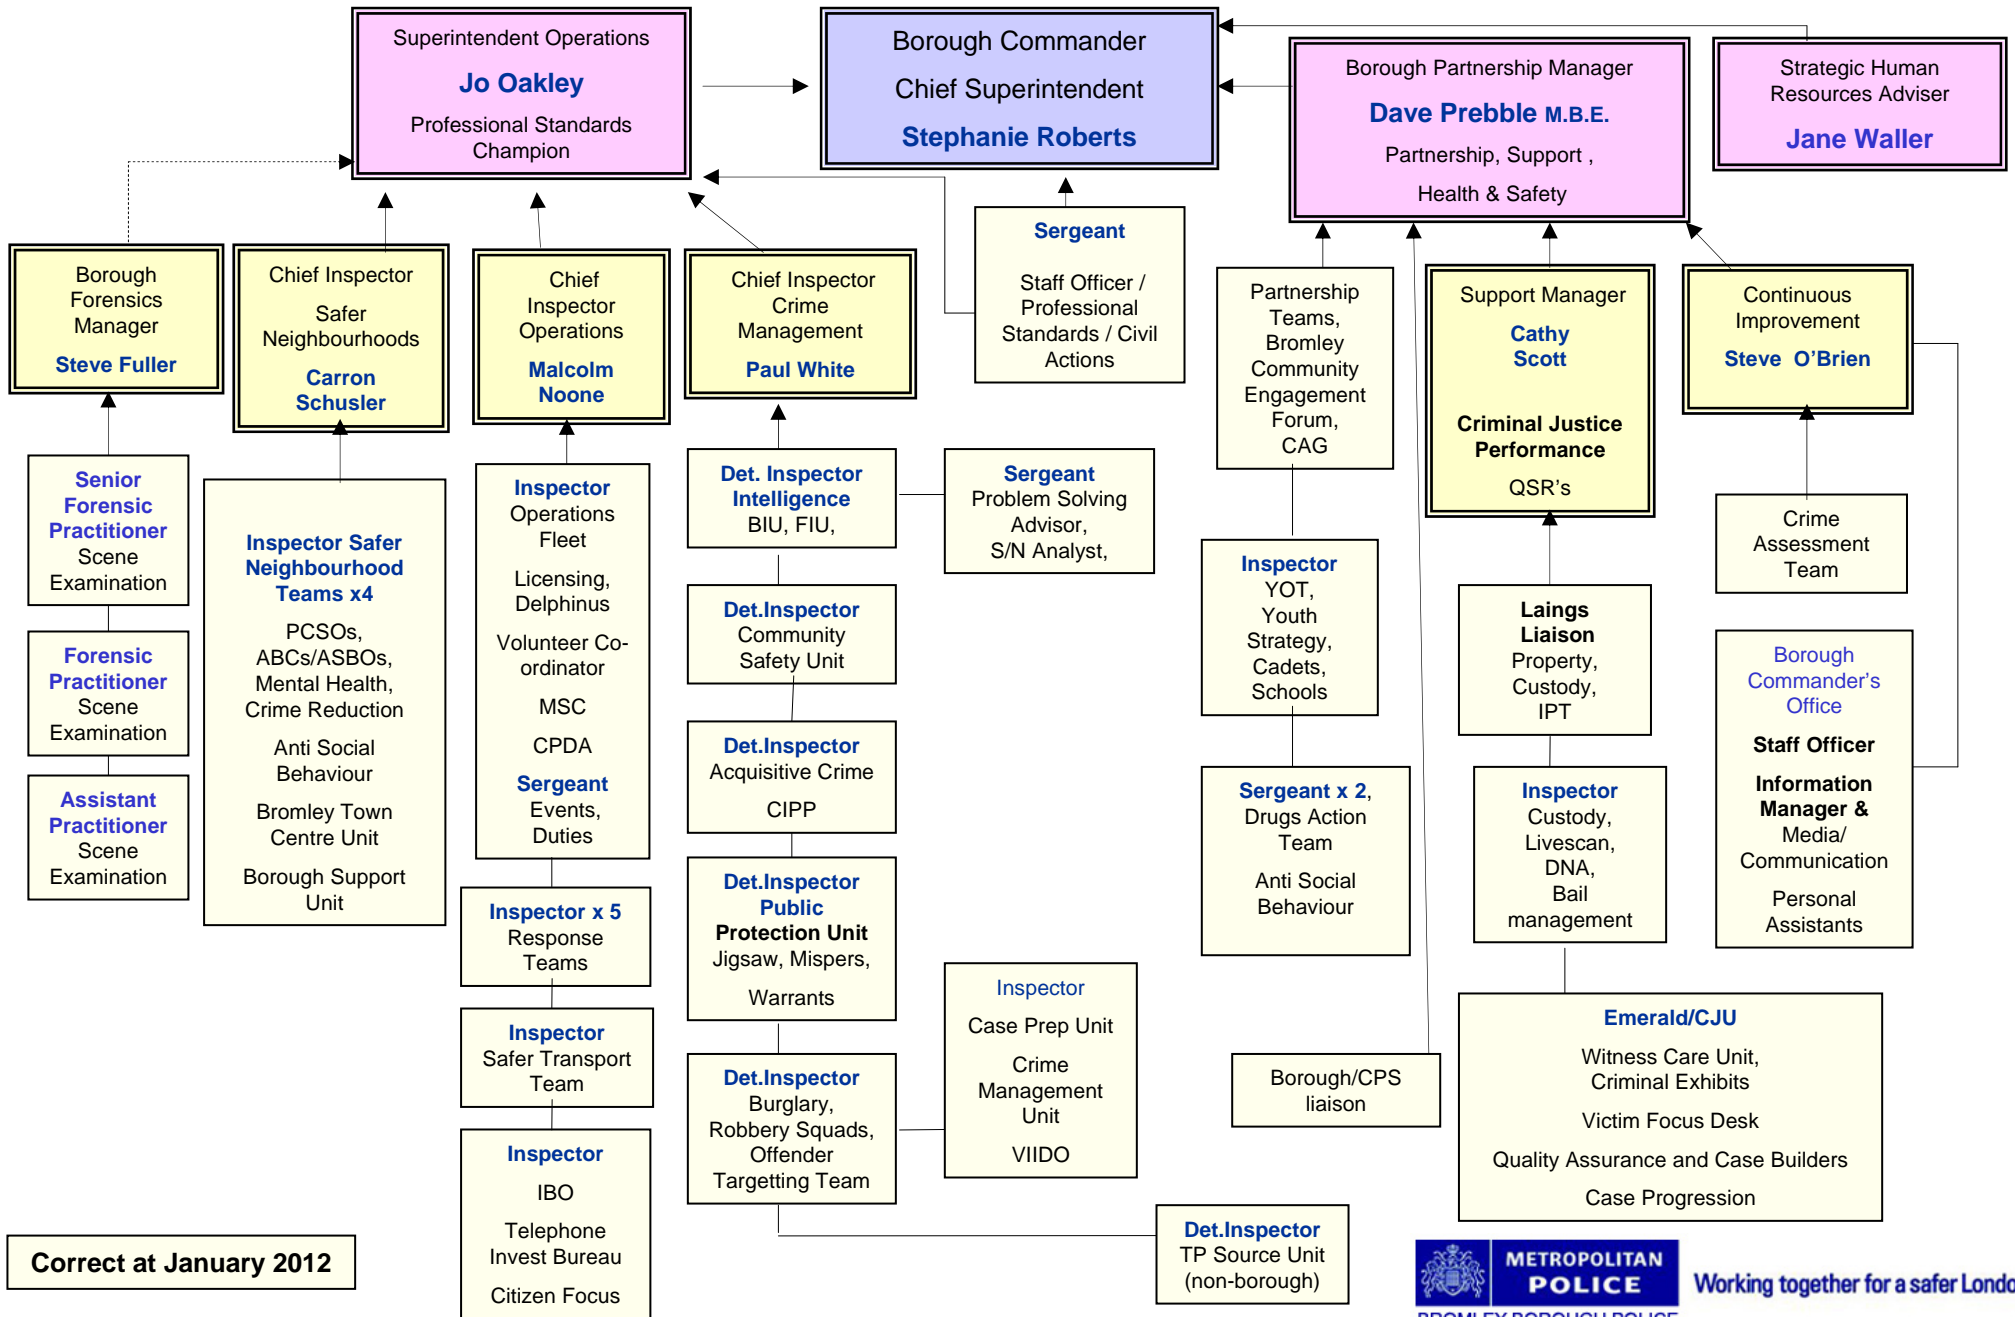 Superintendent Operations
Jo Oakley
Professional Standards
Champion
Borough Commander
Chief Superintendent
Stephanie Roberts
Borough Partnership Manager
Dave Prebble M.B.E.
Partnership, Support ,
Health & Safety
Strategic Human
Resources Adviser
Jane Waller
Borough
Forensics
Manager
Steve Fuller
Chief Inspector
Safer
Neighbourhoods
Carron
Schusler
Chief
Inspector
Operations
Malcolm
Noone
Chief Inspector
Crime
Management
Paul White
Sergeant
Staff Officer /
Professional
Standards / Civil
Actions
Partnership
Teams,
Bromley
Community
Engagement
Forum,
CAG
Support Manager
Cathy
Scott
Criminal Justice
Performance
QSR's
Continuous
Improvement
Steve O'Brien
Senior
Forensic
Practitioner
Scene
Examination
Forensic
Practitioner
Scene
Examination
Assistant
Practitioner
Scene
Examination
Inspector Safer
Neighbourhood
Teams x4
PCSOs,
ABCs/ASBOs,
Mental Health,
Crime Reduction
Anti Social
Behaviour
Bromley Town
Centre Unit
Borough Support
Unit
Inspector
Operations
Fleet
Licensing,
Delphinus
Volunteer Co-
ordinator
MSC
CPDA
Sergeant
Events,
Duties
Inspector x 5
Response
Teams
Inspector
Safer Transport
Team
Inspector
IBO
Telephone
Invest Bureau
Citizen Focus
Det. Inspector
Intelligence
BIU, FIU,
Sergeant
Problem Solving
Advisor,
S/N Analyst,
Det.Inspector
Community
Safety Unit
Det.Inspector
Acquisitive Crime
CIPP
Det.Inspector
Public
Protection Unit
Jigsaw, Mispers,
Warrants
Det.Inspector
Burglary,
Robbery Squads,
Offender
Targetting Team
Inspector
Case Prep Unit
Crime
Management
Unit
VIIDO
Det.Inspector
TP Source Unit
(non-borough)
Inspector
YOT,
Youth
Strategy,
Cadets,
Schools
Sergeant x 2,
Drugs Action
Team
Anti Social
Behaviour
Borough/CPS
liaison
Laings
Liaison
Property,
Custody,
IPT
Inspector
Custody,
Livescan,
DNA,
Bail
management
Emerald/CJU
Witness Care Unit,
Criminal Exhibits
Victim Focus Desk
Quality Assurance and Case Builders
Case Progression
Crime
Assessment
Team
Borough
Commander's
Office
Staff Officer
Information
Manager &
Media/
Communication
Personal
Assistants
Correct at January 2012
METROPOLITAN
POLICE
Working together for a safer Londo
BROMLEY BOROUGH POLICE